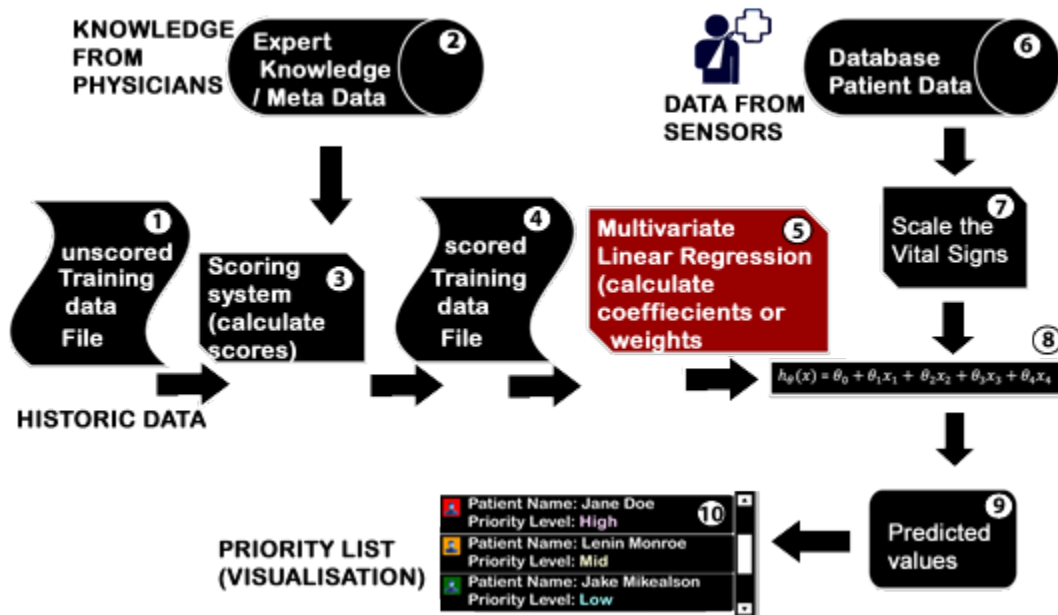 KNOWLEDGE
FROM
PHYSICIANS
Expert
Knowledge
/ Meta Data
2
DATA FROM
SENSORS
Database
Patient Data
6
1
unscored
Training
data
File
Scoring
system
(calculate
scores)
3
4
scored
Training
data
File
Multivariate
Linear Regression
(calculate
coeffiecients or
weights
5
7
Scale the
Vital Signs
8
h_θ(x) = θ₀ + θ₁x₁ + θ₂x₂ + θ₃x₃ + θ₄x₄
HISTORIC DATA
9
Predicted
values
PRIORITY LIST
(VISUALISATION)
Patient Name: Jane Doe
Priority Level: High
10
Patient Name: Lenin Monroe
Priority Level: Mid
Patient Name: Jake Mikealson
Priority Level: Low